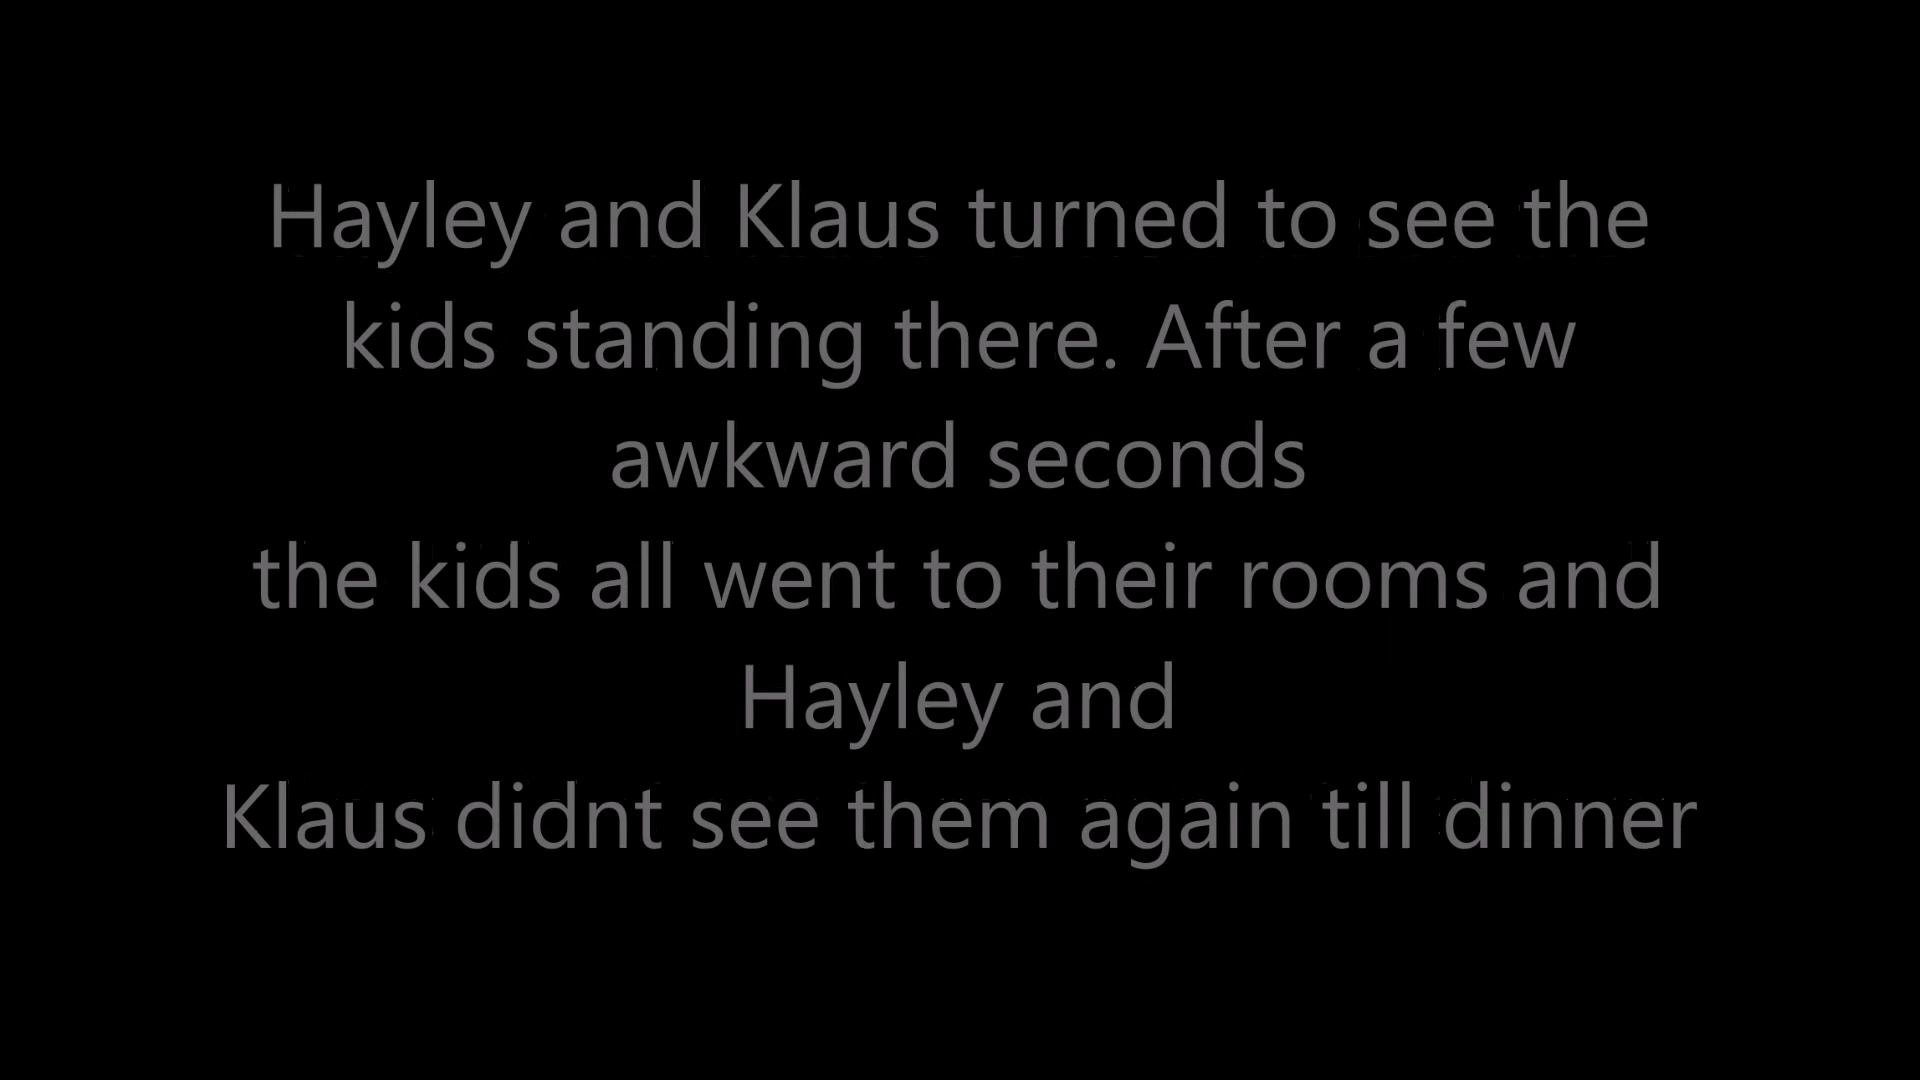 Hayley and Klaus turned to see the
kids standing there. After a few
awkward seconds
the kids all went to their rooms and
Hayley and
Klaus didnt see them again till dinner